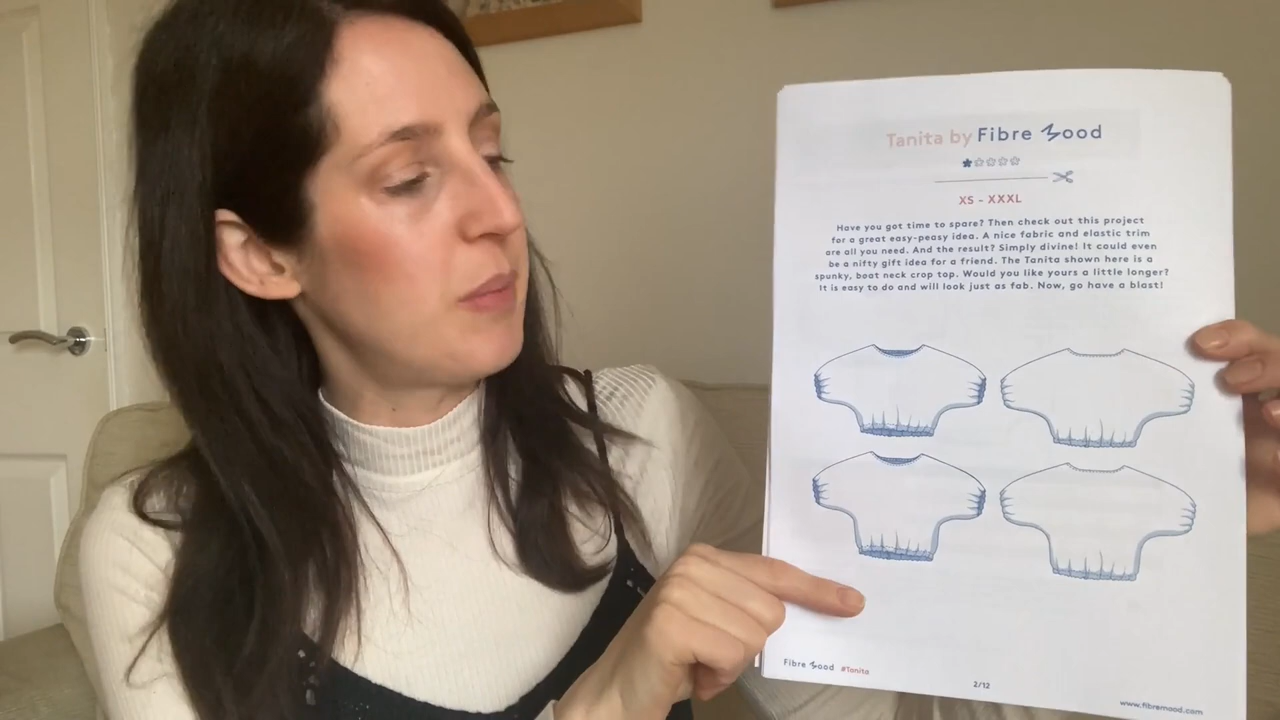 Tanita by Fibre Mood
XS - XXXL
Have you got time to spare? Then check out this project
for a great easy-peasy idea. A nice fabric and elastic trim
are all you need. And the result? Simply divine! It could even
be a nifty gift idea for a friend. The Tanita shown here is a
spunky, boat neck crop top. Would you like yours a little longer?
It is easy to do and will look just as fab. Now, go have a blast!
Fibre Mood #Tanita
2/12
www.fibremood.com